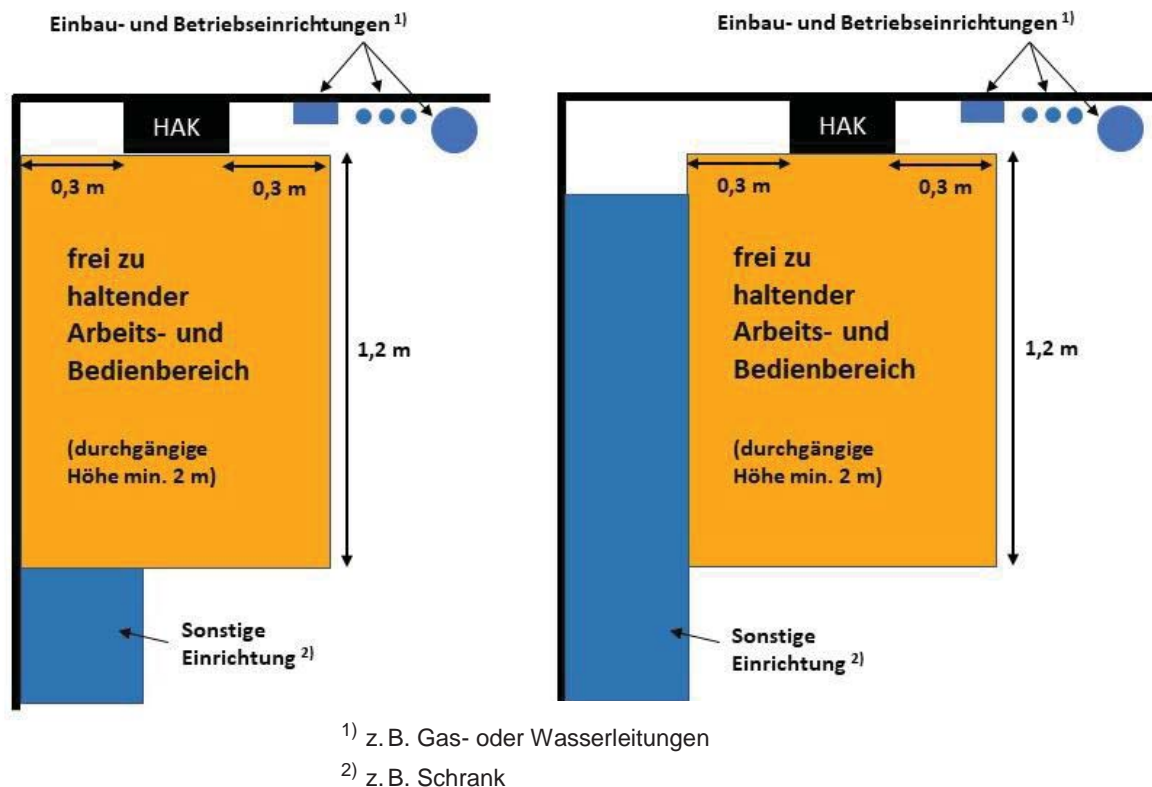 Einbau- und Betriebseinrichtungen 1)
HAK
0,3 m
0,3 m
frei zu
haltender
Arbeits- und
Bedienbereich
1,2 m
(durchgängige
Höhe min. 2 m)
Sonstige
Einrichtung 2)
Einbau- und Betriebseinrichtungen 1)
HAK
0,3 m
0,3 m
frei zu
haltender
Arbeits- und
Bedienbereich
1,2 m
(durchgängige
Höhe min. 2 m)
Sonstige
Einrichtung 2)
1) z. B. Gas- oder Wasserleitungen
2) z. B. Schrank